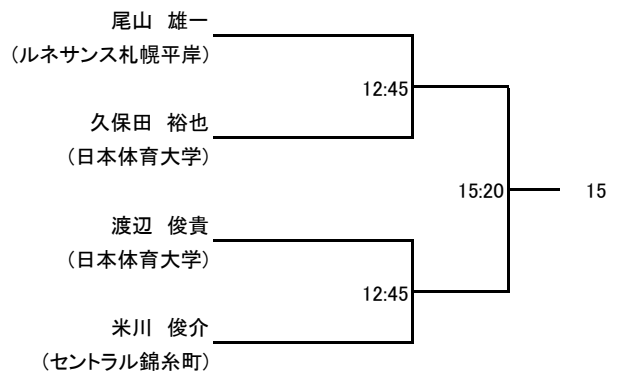 尾山　雄一
(ルネサンス札幌平岸)
12:45
久保田　裕也
(日本体育大学)
15:20
15
渡辺　俊貴
(日本体育大学)
12:45
米川　俊介
(セントラル錦糸町)